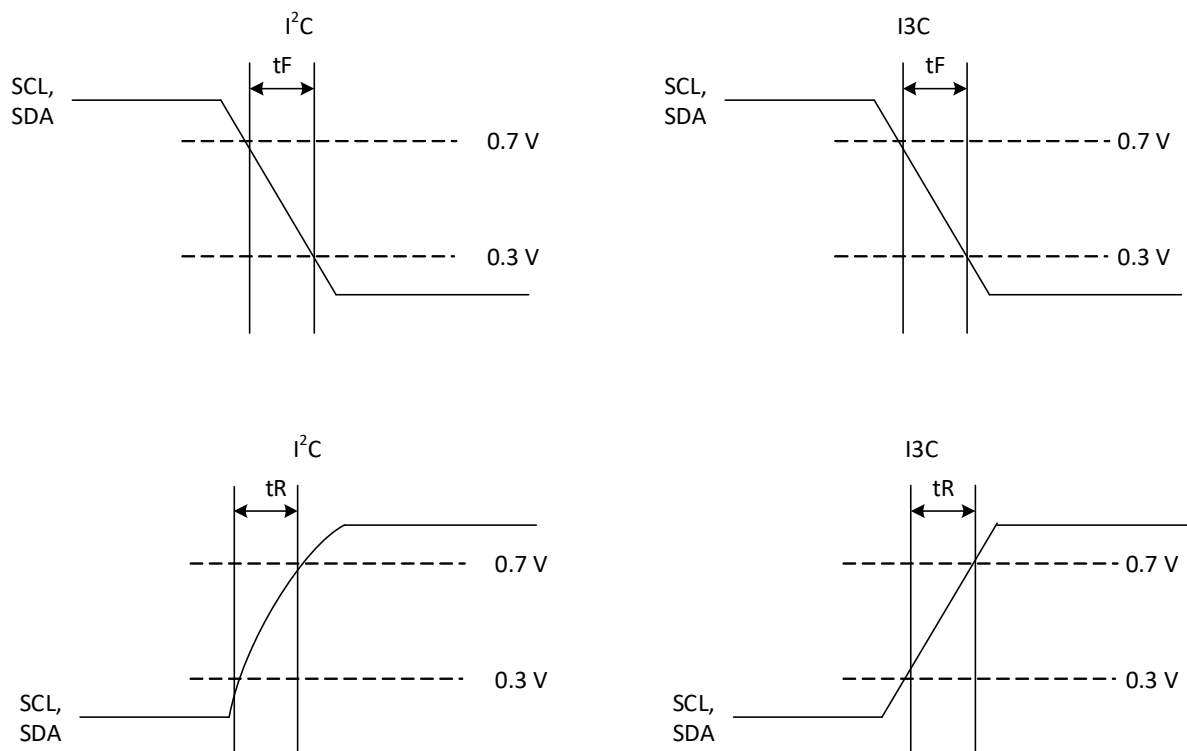 I²C
tF
SCL,
SDA
0.7 V
0.3 V
I3C
tF
SCL,
SDA
0.7 V
0.3 V
I²C
tR
0.7 V
0.3 V
SCL,
SDA
I3C
tR
0.7 V
0.3 V
SCL,
SDA